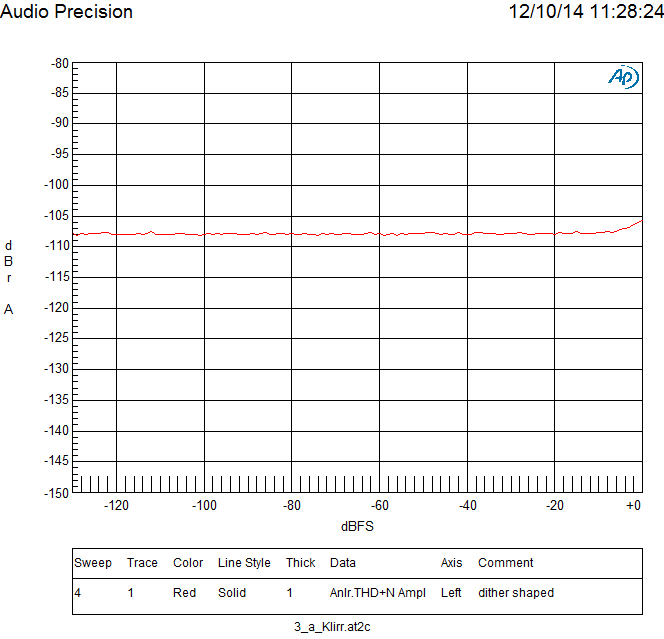 Audio Precision 12/10/14 11:28:24
Ap
-80
-85
-90
-95
-100
-105
-110
-115
-120
-125
-130
-135
-140
-145
-150
d
B
r
A
-120 -100 -80 -60 -40 -20 +0
dBFS
Sweep Trace Color Line Style Thick Data Axis Comment
4 1 Red Solid 1 Anlr.THD+N Ampl Left dither shaped
3_a_Klirr.at2c